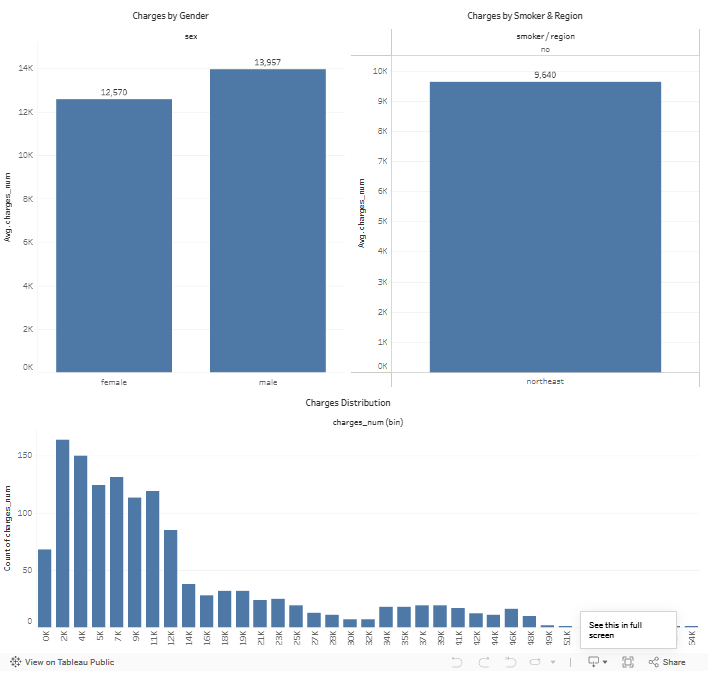 Charges by Gender
sex
14K
12K
10K
8K
6K
4K
2K
0K
Avg. charges_num
12,570
13,957
female
male
Charges by Smoker & Region
smoker / region
no
10K
9K
8K
7K
6K
5K
4K
3K
2K
1K
0K
Avg. charges_num
9,640
northeast
Charges Distribution
charges_num (bin)
150
100
50
0
Count of charges_num
0K 2K 4K 5K 7K 9K 11K 12K 14K 16K 18K 19K 21K 23K 25K 27K 28K 30K 32K 34K 35K 37K 39K 41K 42K 44K 46K 48K 49K 51K 54K
See this in full
screen
View on Tableau Public
Share